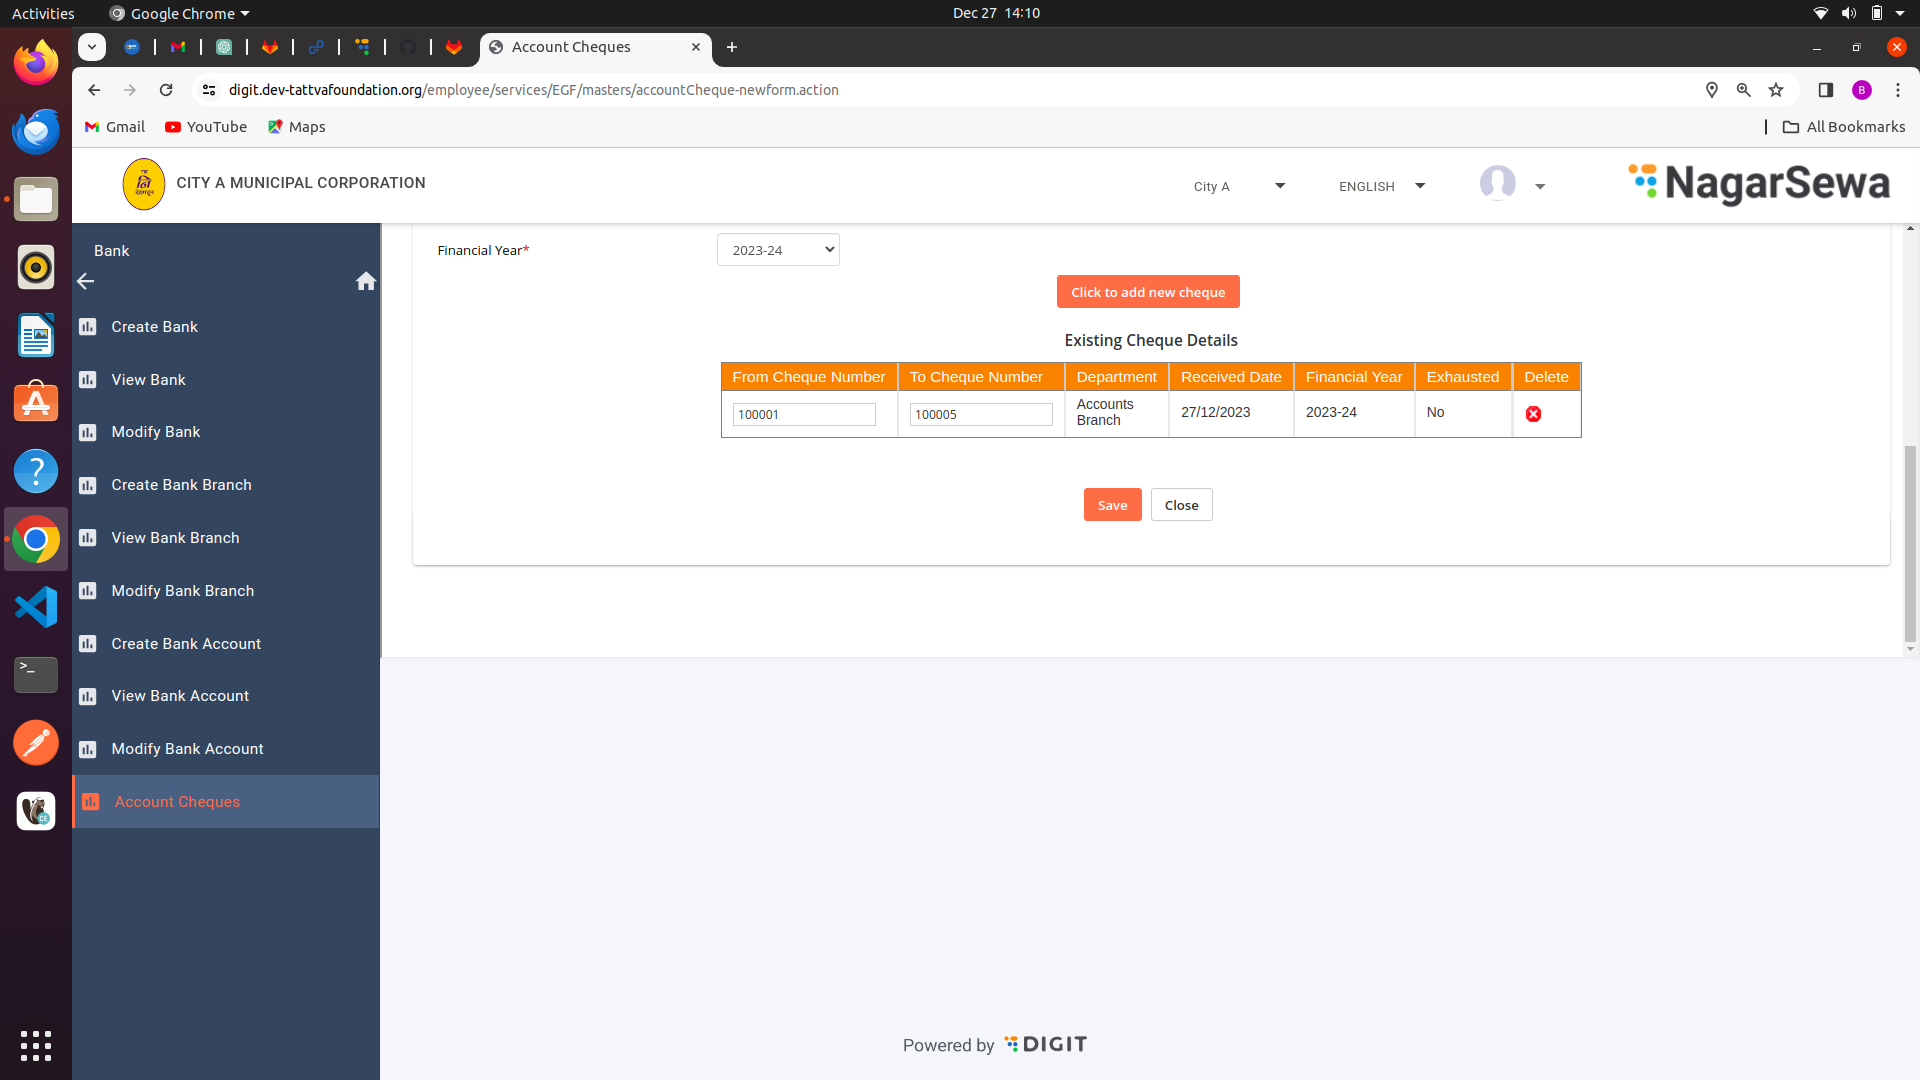 Activities
Google Chrome
Dec 27 14:10
Account Cheques
digit.dev-tattvafoundation.org/employee/services/EGF/masters/accountCheque-newform.action
B
Gmail
YouTube
Maps
All Bookmarks
CITY A MUNICIPAL CORPORATION
City A
ENGLISH
NagarSewa
Bank
Create Bank
View Bank
Modify Bank
Create Bank Branch
View Bank Branch
Modify Bank Branch
Create Bank Account
View Bank Account
Modify Bank Account
Account Cheques
Financial Year*
2023-24
Click to add new cheque
Existing Cheque Details
From Cheque Number To Cheque Number Department Received Date Financial Year Exhausted Delete
100001 100005 Accounts Branch 27/12/2023 2023-24 No
Save
Close
Powered by DIGIT